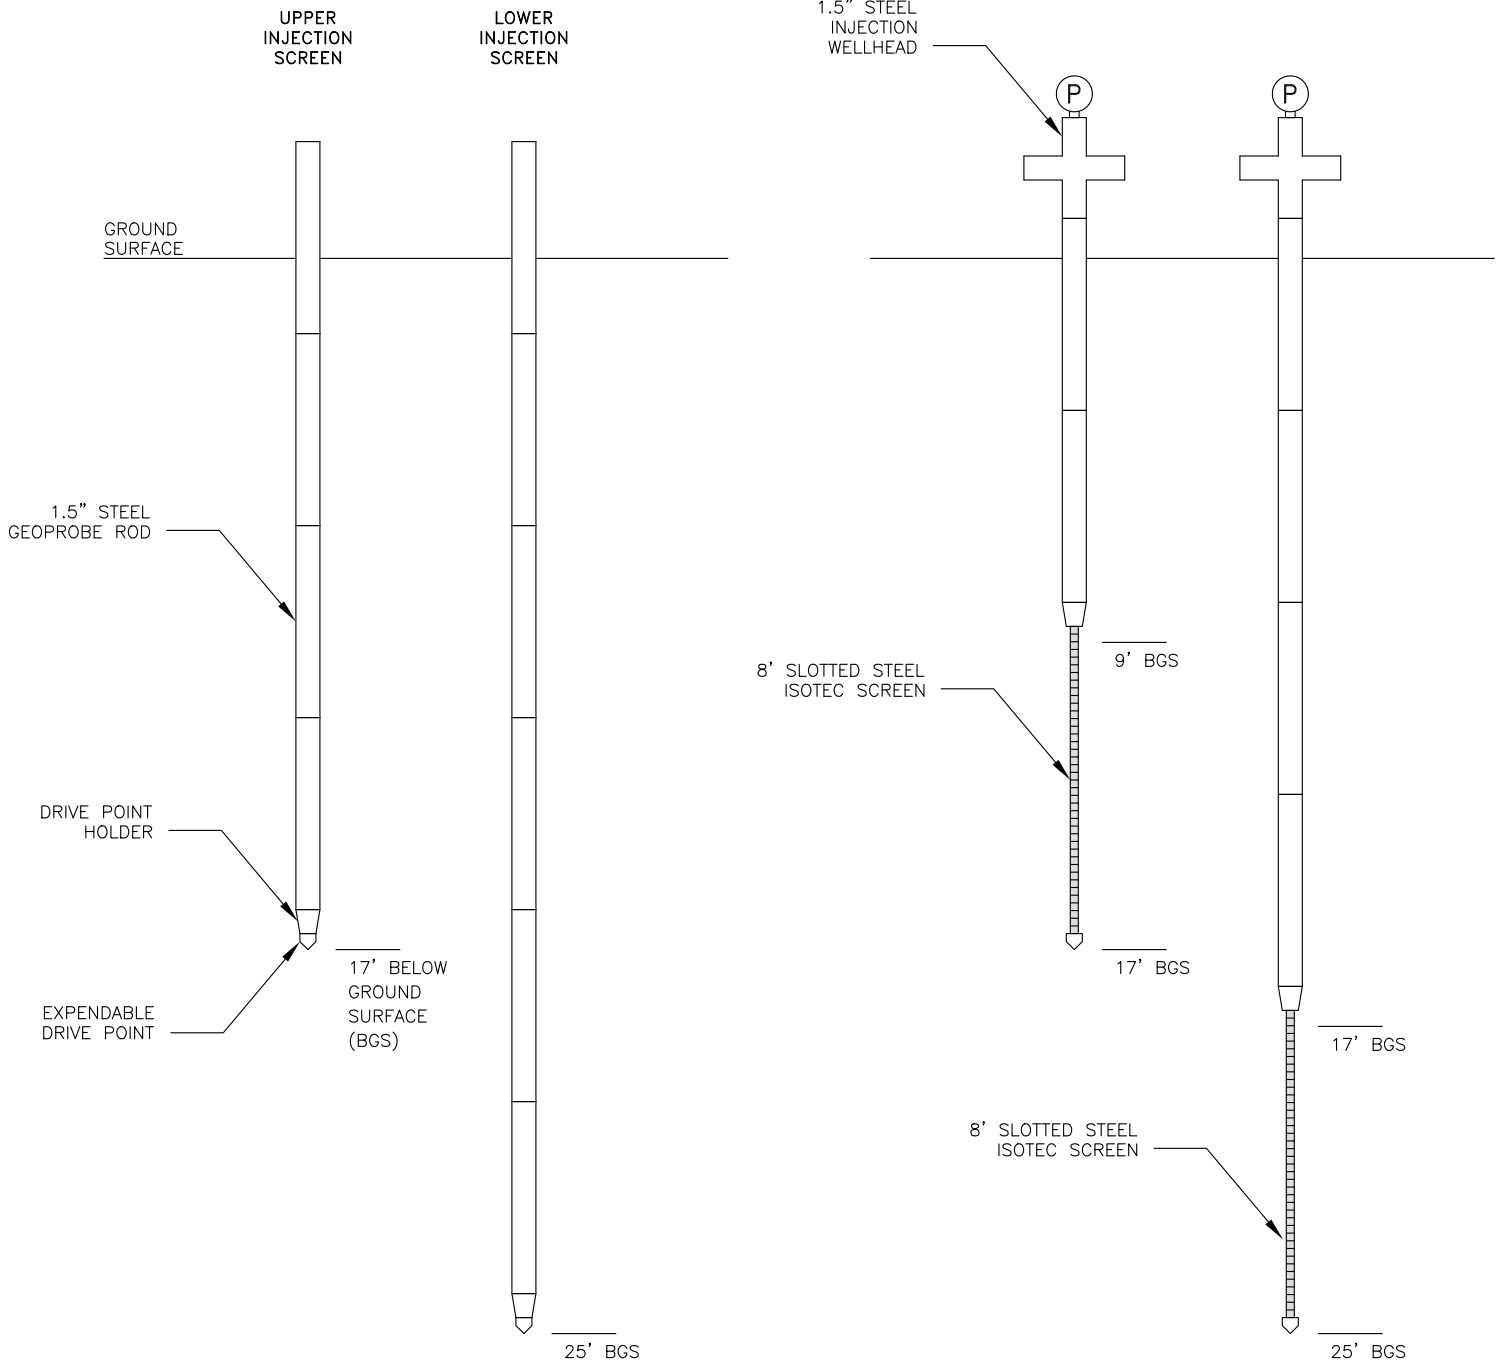 UPPER
INJECTION
SCREEN
LOWER
INJECTION
SCREEN
1.5” STEEL
INJECTION
WELLHEAD
P
P
GROUND
SURFACE
1.5” STEEL
GEOPROBE ROD
9’ BGS
8’ SLOTTED STEEL
ISOTEC SCREEN
DRIVE POINT
HOLDER
17’ BELOW
GROUND
SURFACE
(BGS)
17’ BGS
EXPENDABLE
DRIVE POINT
17’ BGS
8’ SLOTTED STEEL
ISOTEC SCREEN
25’ BGS
25’ BGS